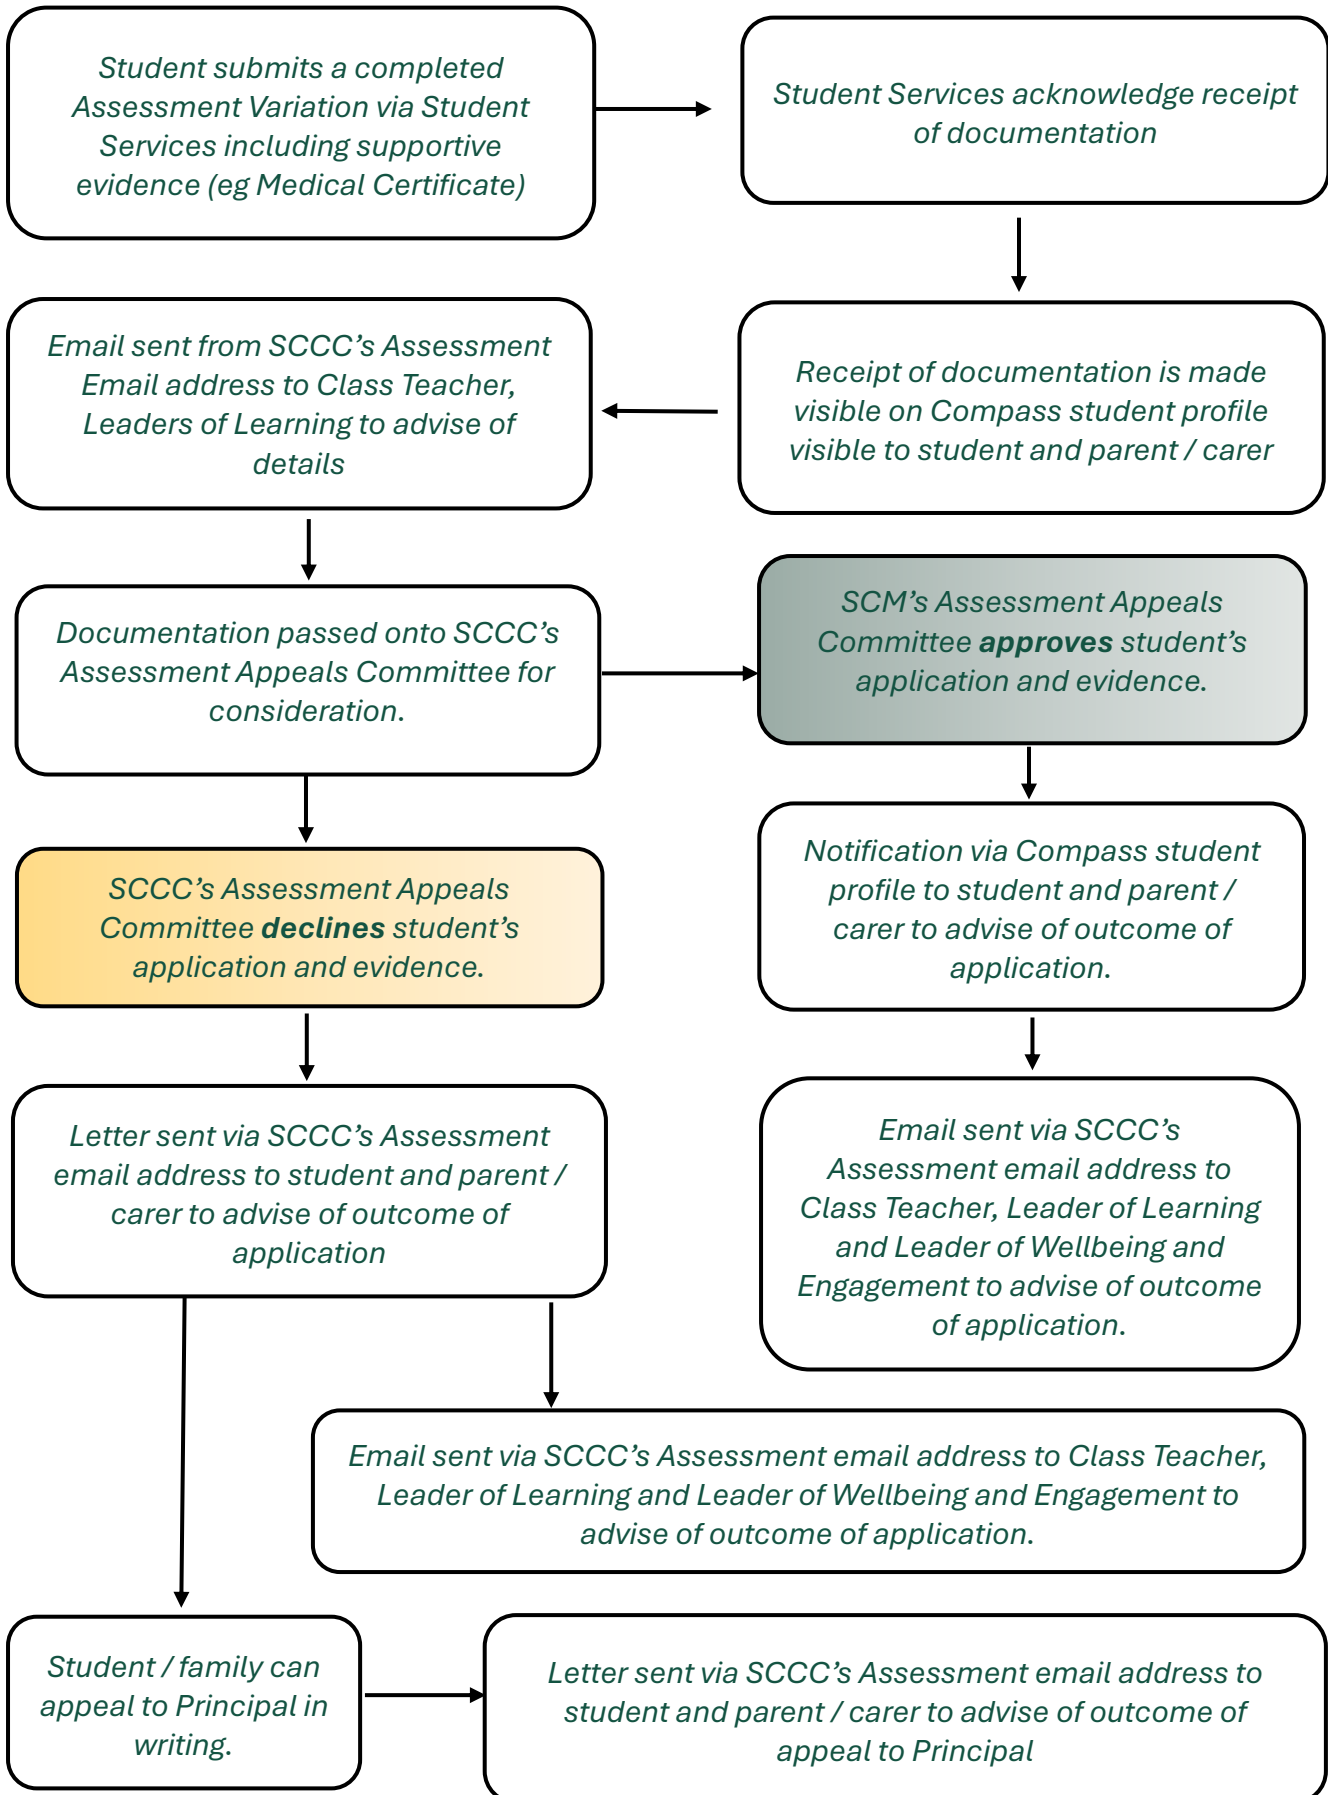 Student submits a completed
Assessment Variation via Student
Services including supportive
evidence (eg Medical Certificate)
Student Services acknowledge receipt
of documentation
Receipt of documentation is made
visible on Compass student profile
visible to student and parent / carer
Email sent from SCCC’s Assessment
Email address to Class Teacher,
Leaders of Learning to advise of
details
Documentation passed onto SCCC’s
Assessment Appeals Committee for
consideration.
SCM’s Assessment Appeals
Committee approves student’s
application and evidence.
Notification via Compass student
profile to student and parent /
carer to advise of outcome of
application.
Email sent via SCCC’s
Assessment email address to
Class Teacher, Leader of Learning
and Leader of Wellbeing and
Engagement to advise of outcome
of application.
SCCC’s Assessment Appeals
Committee declines student’s
application and evidence.
Letter sent via SCCC’s Assessment
email address to student and parent /
carer to advise of outcome of
application
Email sent via SCCC’s Assessment email address to Class Teacher,
Leader of Learning and Leader of Wellbeing and Engagement to
advise of outcome of application.
Student / family can
appeal to Principal in
writing.
Letter sent via SCCC’s Assessment email address to
student and parent / carer to advise of outcome of
appeal to Principal